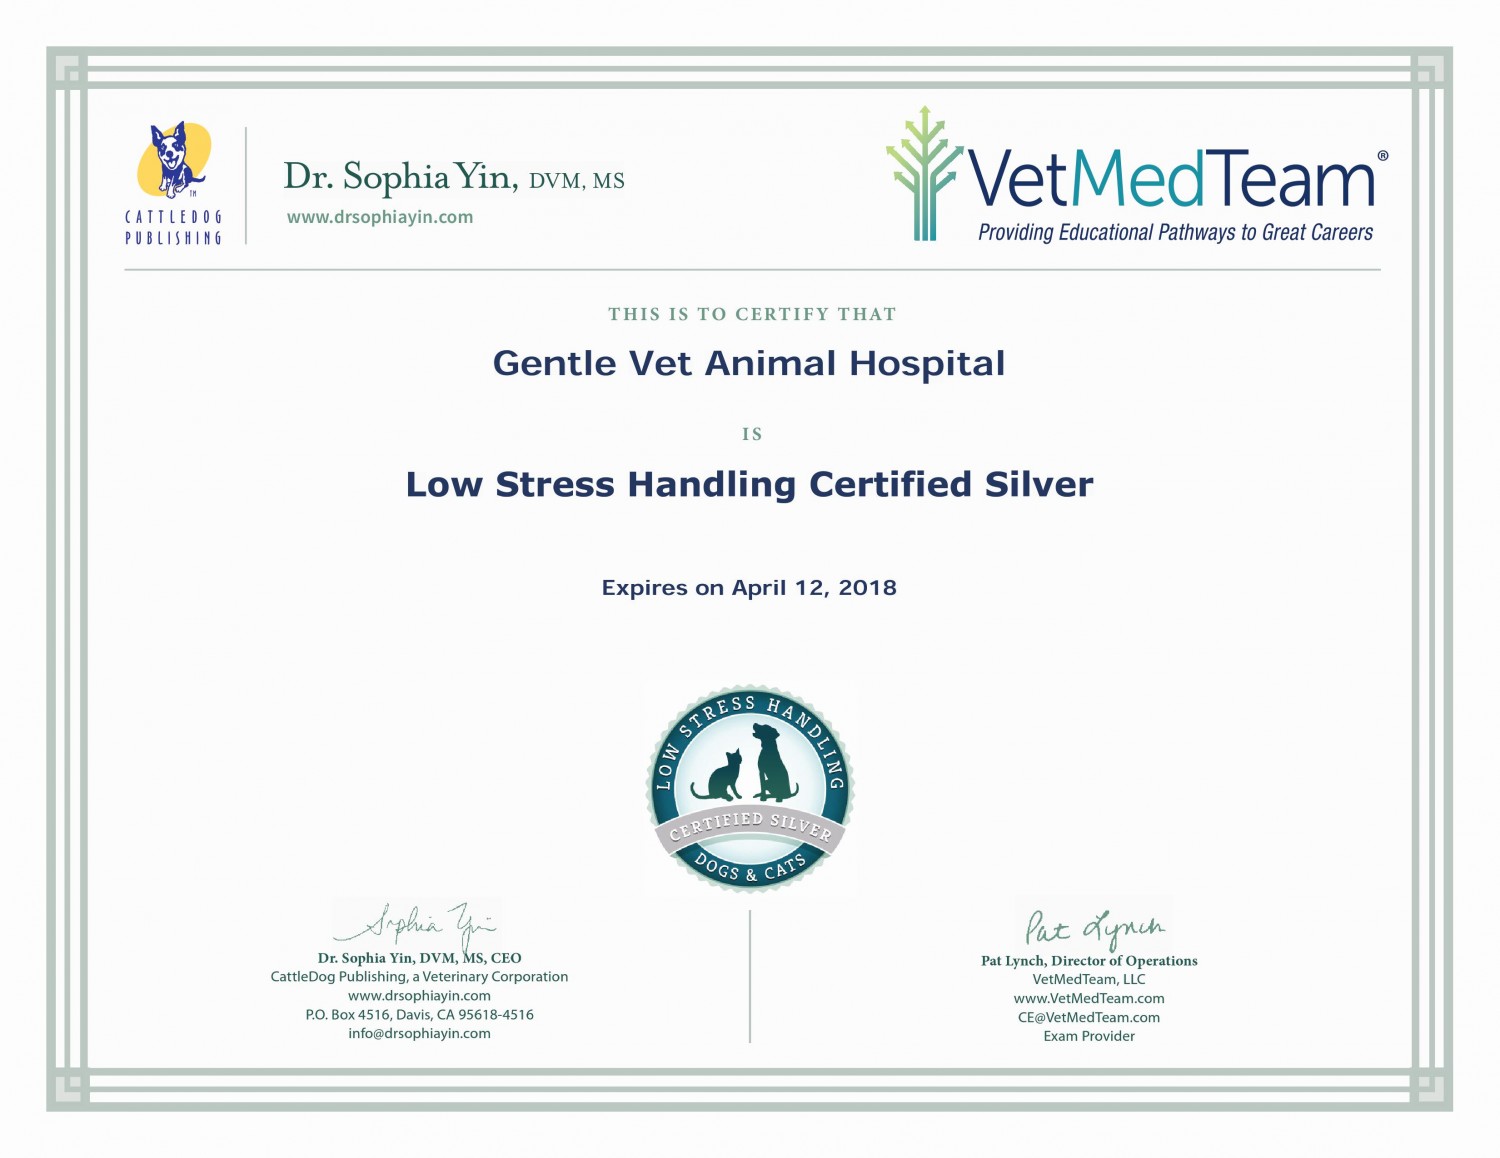 CATTLEDOG
PUBLISHING
TM
Dr. Sophia Yin, DVM, MS
www.drsophiayin.com
VetMedTeam®
Providing Educational Pathways to Great Careers
THIS IS TO CERTIFY THAT
Gentle Vet Animal Hospital
IS
Low Stress Handling Certified Silver
Expires on April 12, 2018
LOW STRESS HANDLING
CERTIFIED SILVER
DOGS & CATS
Sophia Yin
Dr. Sophia Yin, DVM, MS, CEO
CattleDog Publishing, a Veterinary Corporation
www.drsophiayin.com
P.O. Box 4516, Davis, CA 95618-4516
info@drsophiayin.com
Pat Lynch
Pat Lynch, Director of Operations
VetMedTeam, LLC
www.VetMedTeam.com
CE@VetMedTeam.com
Exam Provider